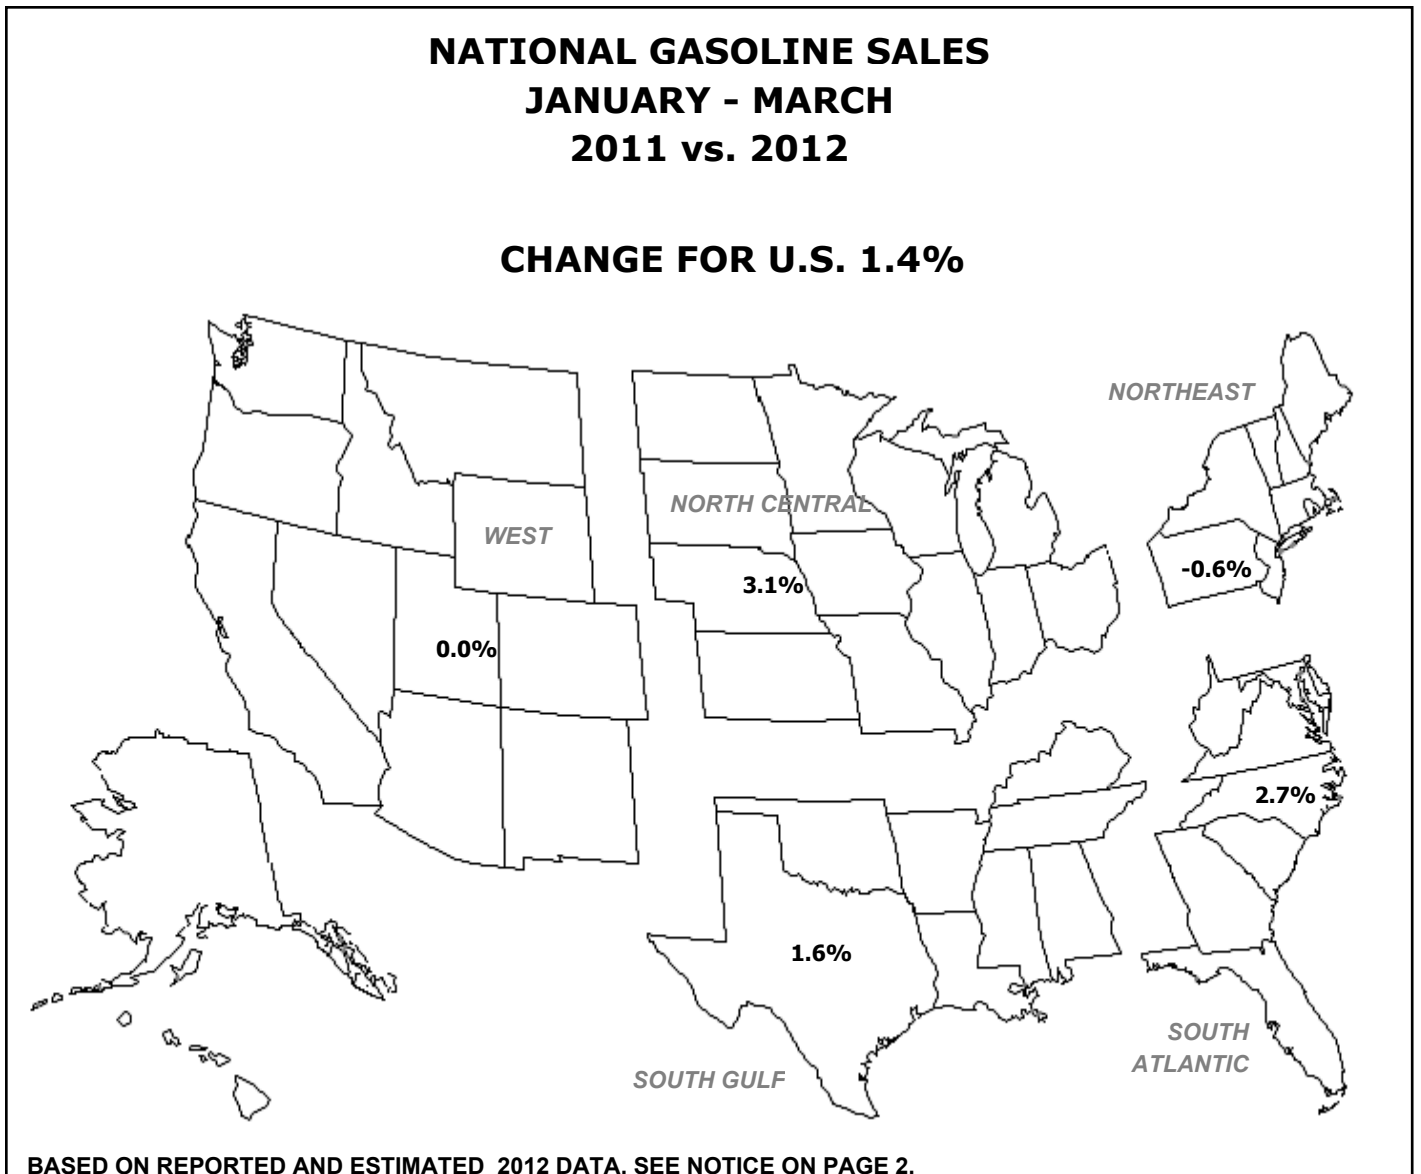 NATIONAL GASOLINE SALES
JANUARY - MARCH
2011 vs. 2012
CHANGE FOR U.S. 1.4%
NORTHEAST
NORTH CENTRAL
WEST
-0.6%
3.1%
0.0%
2.7%
1.6%
SOUTH
ATLANTIC
SOUTH GULF
BASED ON REPORTED AND ESTIMATED  2012 DATA. SEE NOTICE ON PAGE 2.